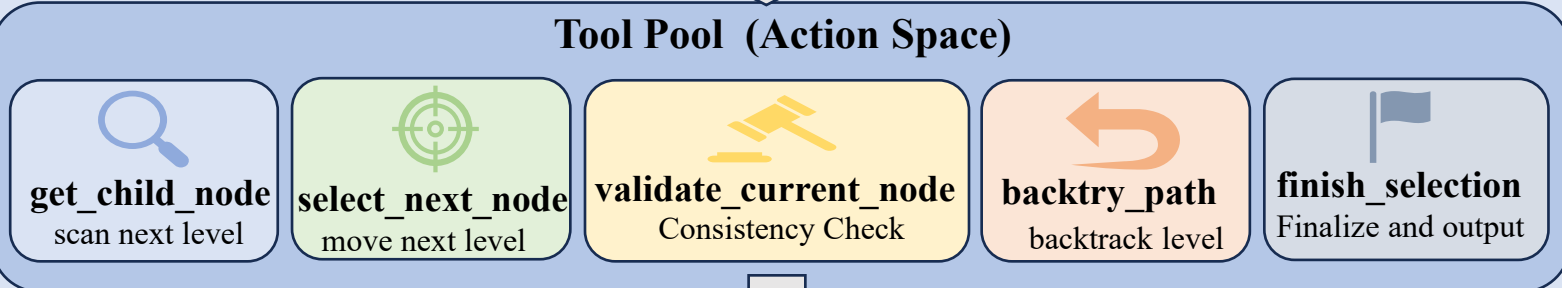 Tool Pool (Action Space)
get_child_node
scan next level
select_next_node
move next level
validate_current_node
Consistency Check
backtry_path
backtrack level
finish_selection
Finalize and output